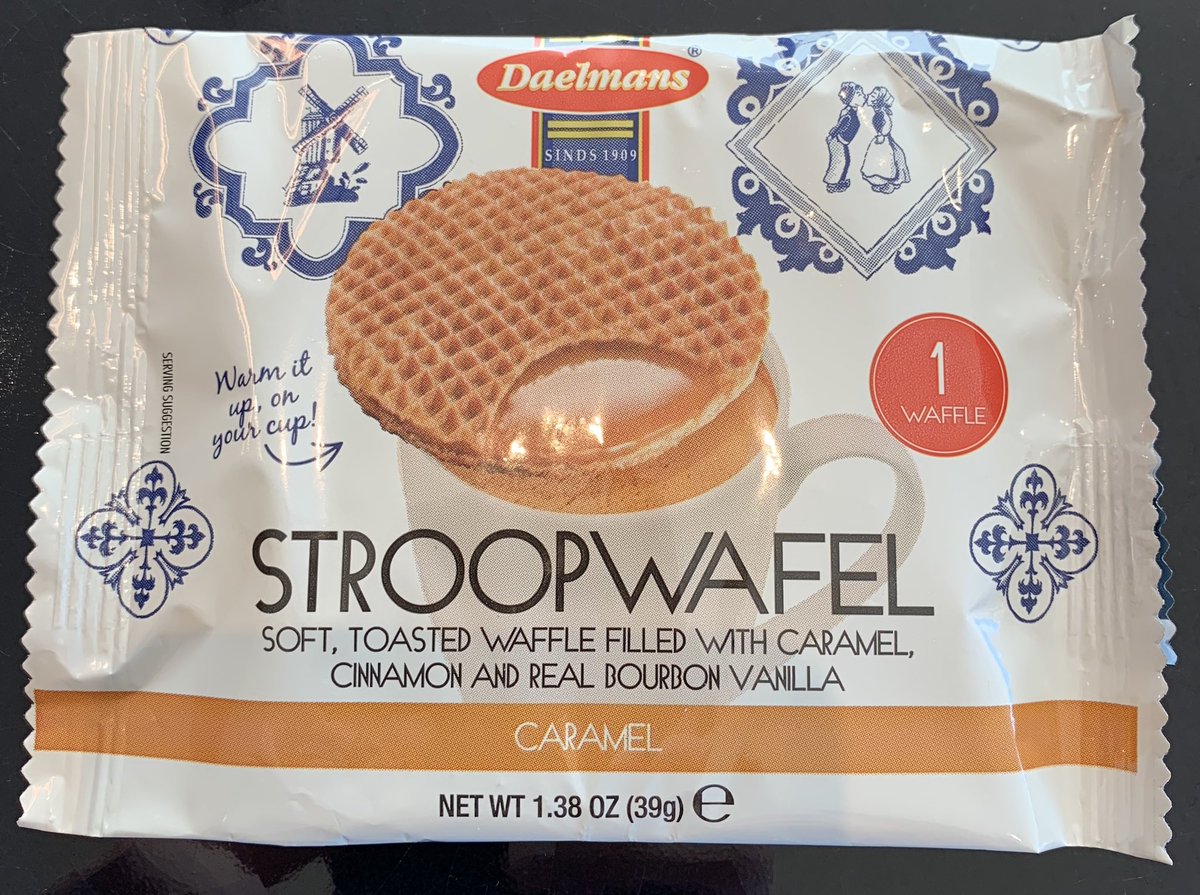 Daelmans®
SINDS 1909
Warm it
up, on
your cup!
SERVING SUGGESTION
1
WAFFLE
STROOPWAFEL
SOFT, TOASTED WAFFLE FILLED WITH CARAMEL,
CINNAMON AND REAL BOURBON VANILLA
CARAMEL
NET WT 1.38 OZ (39g) ℮